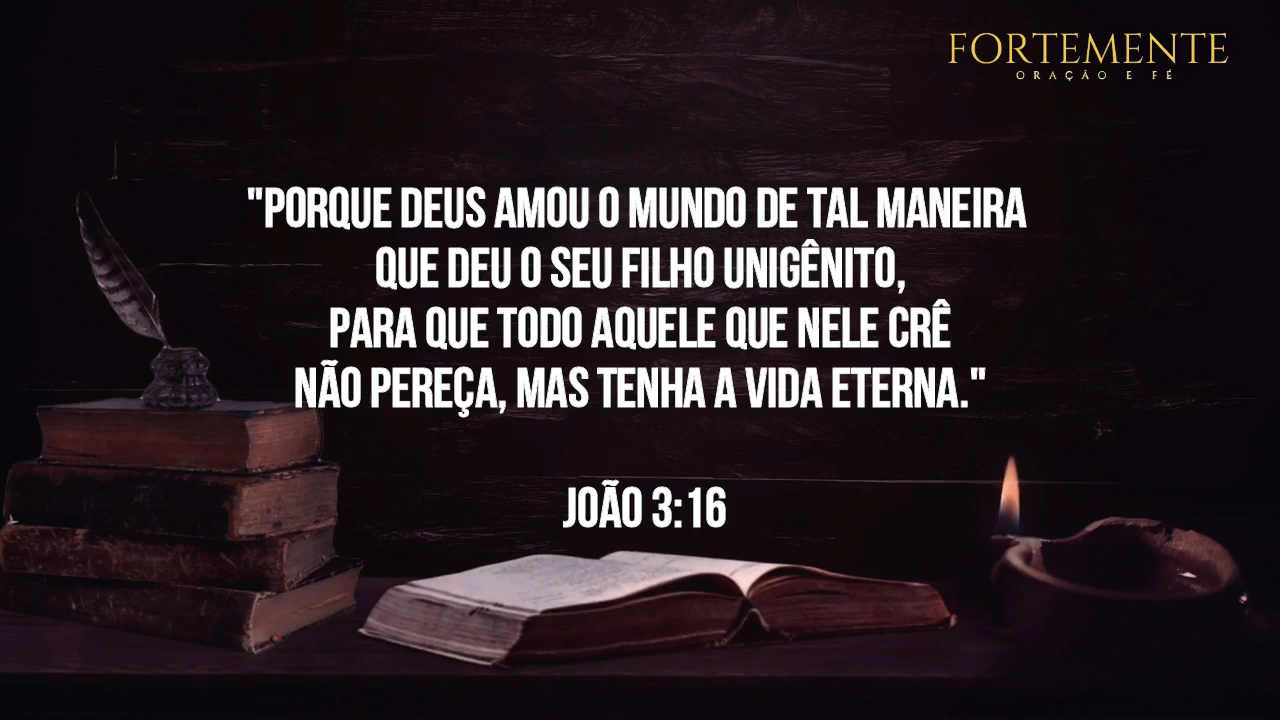 FORTEMENTE
ORAÇÃO E FÉ
"PORQUE DEUS AMOU O MUNDO DE TAL MANEIRA
QUE DEU O SEU FILHO UNIGÊNITO,
PARA QUE TODO AQUELE QUE NELE CRÊ
NÃO PEREÇA, MAS TENHA A VIDA ETERNA."
JOÃO 3:16